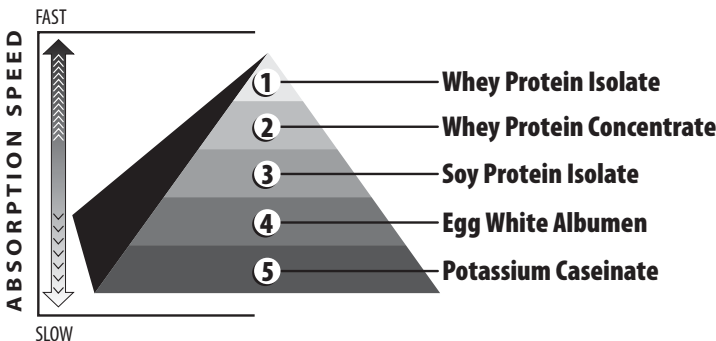 FAST
ABSORPTION SPEED
1 Whey Protein Isolate
2 Whey Protein Concentrate
3 Soy Protein Isolate
4 Egg White Albumen
5 Potassium Caseinate
SLOW